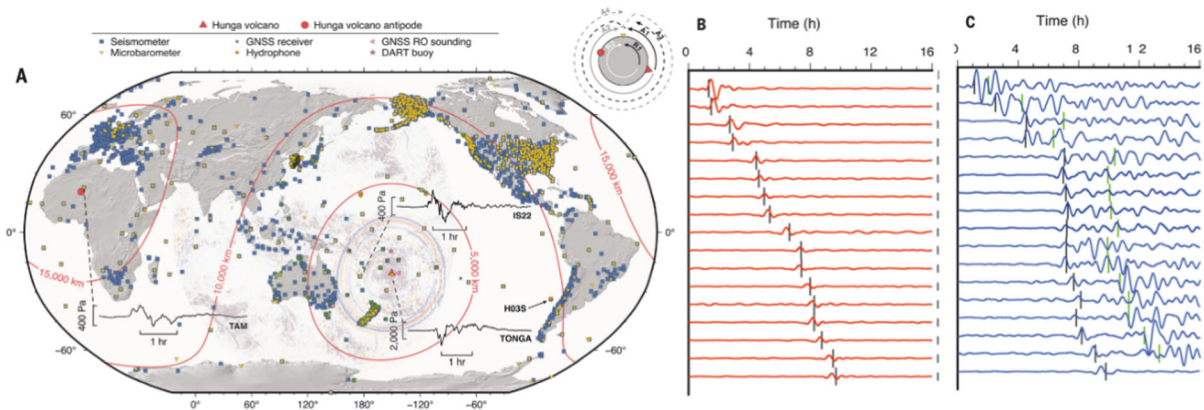 Hunga volcano
Hunga volcano antipode
Seismometer
GNSS receiver
GNSS RO sounding
Microbarometer
Hydrophone
DART buoy
A
60°
0°
−60°
15,000 km
10,000 km
5,000 km
15,000 km
400 Pa
1 hr
IS22
400 Pa
1 hr
TAM
2,000 Pa
1 hr
TONGA
H03S
0°
60°
120°
180°
−120°
−60°
B
Time (h)
0
4
8
12
16
C
Time (h)
0
4
8
12
16